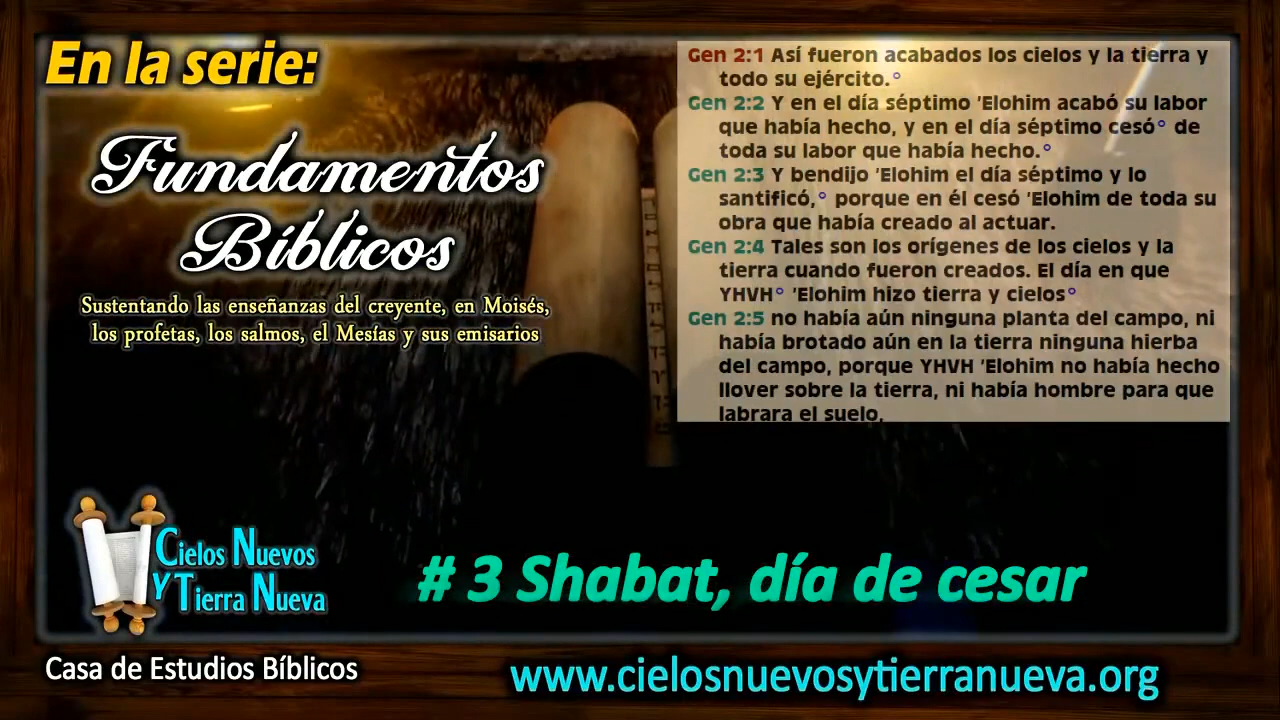 En la serie:
Fundamentos
Bíblicos
Sustentando las enseñanzas del creyente, en Moisés,
los profetas, los salmos, el Mesías y sus emisarios
Gen 2:1 Así fueron acabados los cielos y la tierra y
todo su ejército.°
Gen 2:2 Y en el día séptimo 'Elohim acabó su labor
que había hecho, y en el día séptimo cesó° de
toda su labor que había hecho.°
Gen 2:3 Y bendijo 'Elohim el día séptimo y lo
santificó,° porque en él cesó 'Elohim de toda su
obra que había creado al actuar.
Gen 2:4 Tales son los orígenes de los cielos y la
tierra cuando fueron creados. El día en que
YHVH° 'Elohim hizo tierra y cielos°
Gen 2:5 no había aún ninguna planta del campo, ni
había brotado aún en la tierra ninguna hierba
del campo, porque YHVH 'Elohim no había hecho
llover sobre la tierra, ni había hombre para que
labrara el suelo,
Cielos Nuevos
Y Tierra Nueva
# 3 Shabat, día de cesar
Casa de Estudios Bíblicos
www.cielosnuevosytierranueva.org